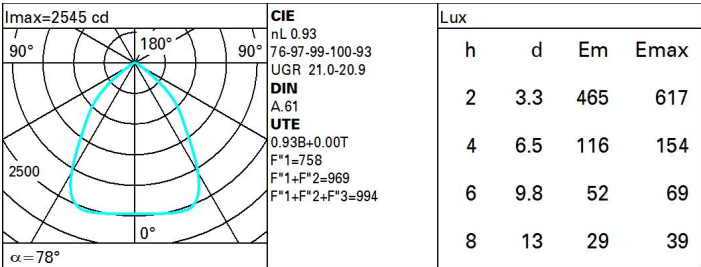 Imax=2545 cd
90°
180°
90°
2500
0°
α=78°
CIE
nL 0.93
76-97-99-100-93
UGR 21.0-20.9
DIN
A.61
UTE
0.93B+0.00T
F"1=758
F"1+F"2=969
F"1+F"2+F"3=994
Lux
h d Em Emax
2 3.3 465 617
4 6.5 116 154
6 9.8 52 69
8 13 29 39